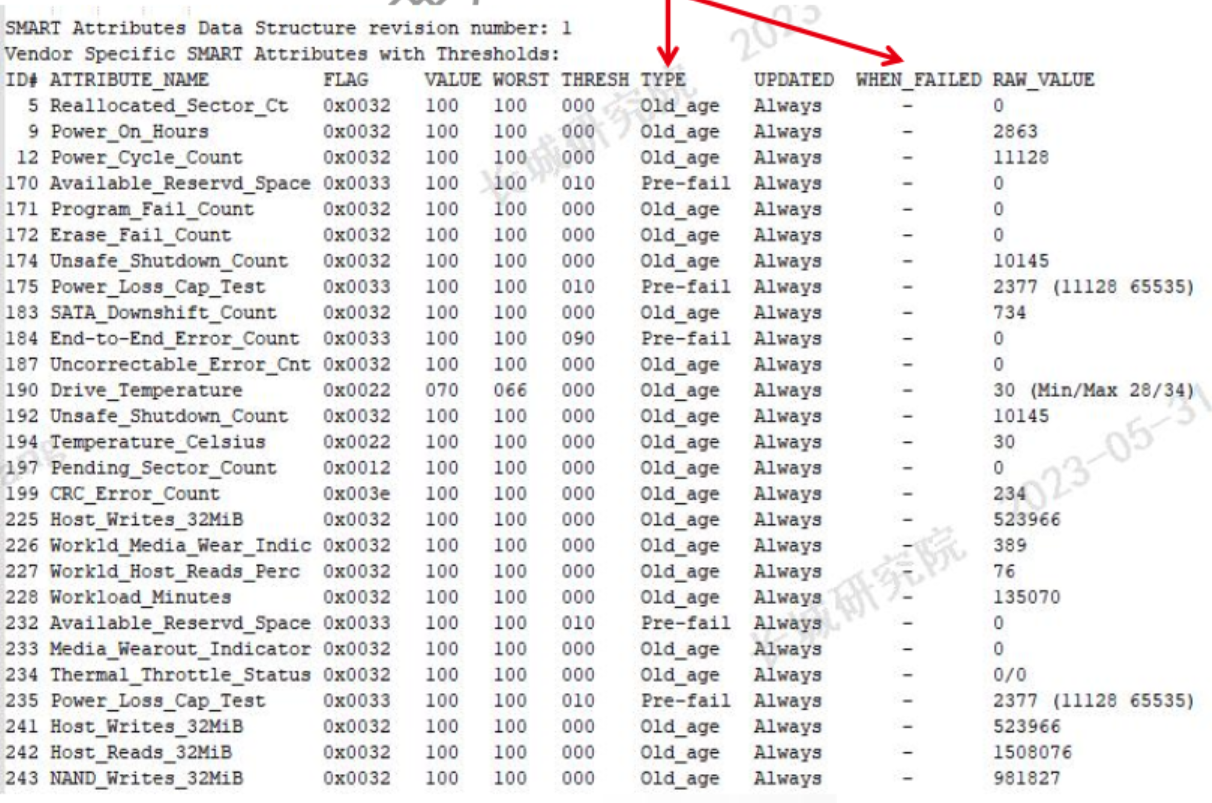 SMART Attributes Data Structure revision number: 1
Vendor Specific SMART Attributes with Thresholds:
ID# ATTRIBUTE_NAME FLAG VALUE WORST THRESH TYPE UPDATED WHEN_FAILED RAW_VALUE
5 Reallocated_Sector_Ct 0x0032 100 100 000 Old_age Always - 0
9 Power_On_Hours 0x0032 100 100 000 Old_age Always - 2863
12 Power_Cycle_Count 0x0032 100 100 000 Old_age Always - 11128
170 Available_Reservd_Space 0x0033 100 100 010 Pre-fail Always - 0
171 Program_Fail_Count 0x0032 100 100 000 Old_age Always - 0
172 Erase_Fail_Count 0x0032 100 100 000 Old_age Always - 0
174 Unsafe_Shutdown_Count 0x0032 100 100 000 Old_age Always - 10145
175 Power_Loss_Cap_Test 0x0033 100 100 010 Pre-fail Always - 2377 (11128 65535)
183 SATA_Downshift_Count 0x0032 100 100 000 Old_age Always - 734
184 End-to-End_Error_Count 0x0033 100 100 090 Pre-fail Always - 0
187 Uncorrectable_Error_Cnt 0x0032 100 100 000 Old_age Always - 0
190 Drive_Temperature 0x0022 070 066 000 Old_age Always - 30 (Min/Max 28/34)
192 Unsafe_Shutdown_Count 0x0032 100 100 000 Old_age Always - 10145
194 Temperature_Celsius 0x0022 100 100 000 Old_age Always - 30
197 Pending_Sector_Count 0x0012 100 100 000 Old_age Always - 0
199 CRC_Error_Count 0x003e 100 100 000 Old_age Always - 234
225 Host_Writes_32MiB 0x0032 100 100 000 Old_age Always - 523966
226 Workld_Media_Wear_Indic 0x0032 100 100 000 Old_age Always - 389
227 Workld_Host_Reads_Perc 0x0032 100 100 000 Old_age Always - 76
228 Workload_Minutes 0x0032 100 100 000 Old_age Always - 135070
232 Available_Reservd_Space 0x0033 100 100 010 Pre-fail Always - 0
233 Media_Wearout_Indicator 0x0032 100 100 000 Old_age Always - 0
234 Thermal_Throttle_Status 0x0032 100 100 000 Old_age Always - 0/0
235 Power_Loss_Cap_Test 0x0033 100 100 010 Pre-fail Always - 2377 (11128 65535)
241 Host_Writes_32MiB 0x0032 100 100 000 Old_age Always - 523966
242 Host_Reads_32MiB 0x0032 100 100 000 Old_age Always - 1508076
243 NAND_Writes_32MiB 0x0032 100 100 000 Old_age Always - 981827
长城研究院 2023
长城研究院 2023-05-31